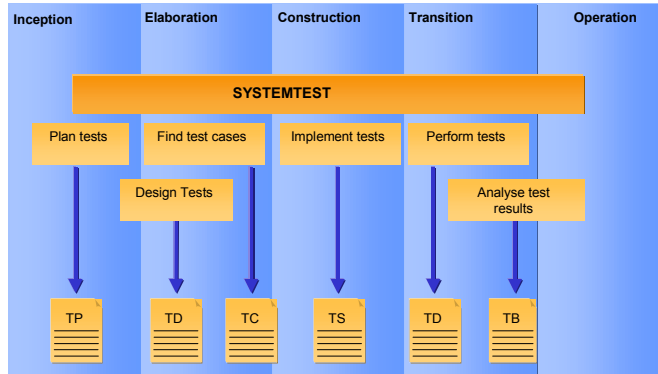 Inception Elaboration Construction Transition Operation
SYSTEMTEST
Plan tests Find test cases Implement tests Perform tests
Design Tests
Analyse test
results
TP TD TC TS TD TB